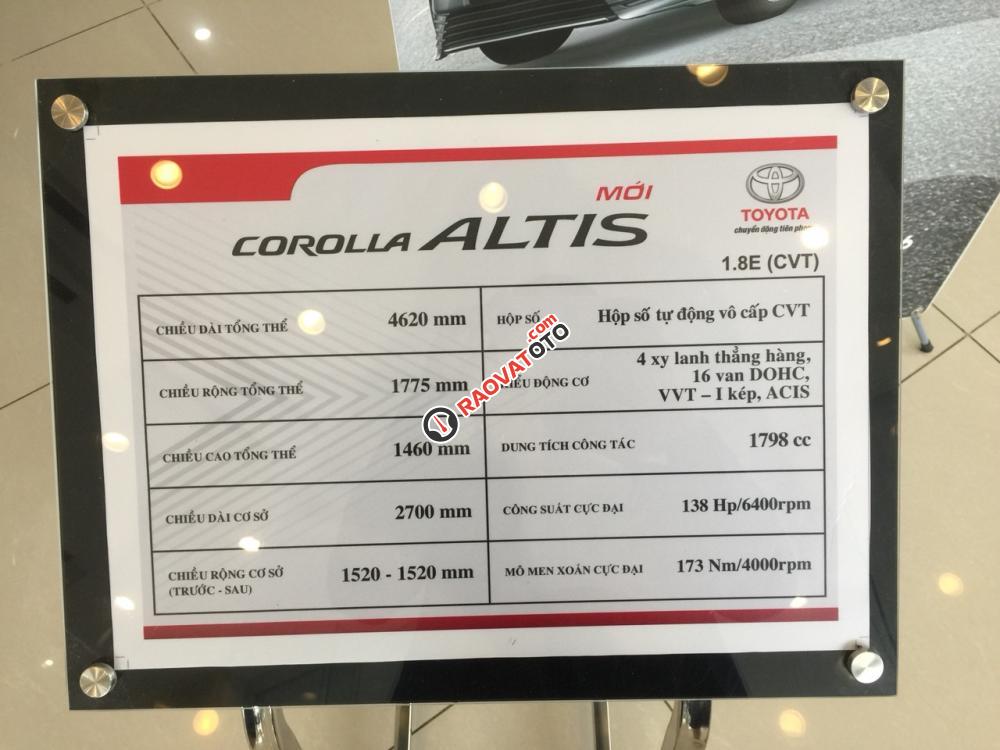 MỚI
COROLLA ALTIS
TOYOTA
chuyển động tiên
1.8E (CVT)
CHIỀU DÀI TỔNG THỂ 4620 mm
HỘP SỐ Hộp số tự động vô cấp CVT
CHIỀU RỘNG TỔNG THỂ 1775 mm
KIỂU ĐỘNG CƠ 4 xy lanh thẳng hàng,
16 van DOHC,
VVT – I kép, ACIS
CHIỀU CAO TỔNG THỂ 1460 mm
DUNG TÍCH CÔNG TÁC 1798 cc
CHIỀU DÀI CƠ SỞ 2700 mm
CÔNG SUẤT CỰC ĐẠI 138 Hp/6400rpm
CHIỀU RỘNG CƠ SỞ 1520 - 1520 mm
(TRƯỚC - SAU)
MÔ MEN XOẮN CỰC ĐẠI 173 Nm/4000rpm
RAOVATOTO.com